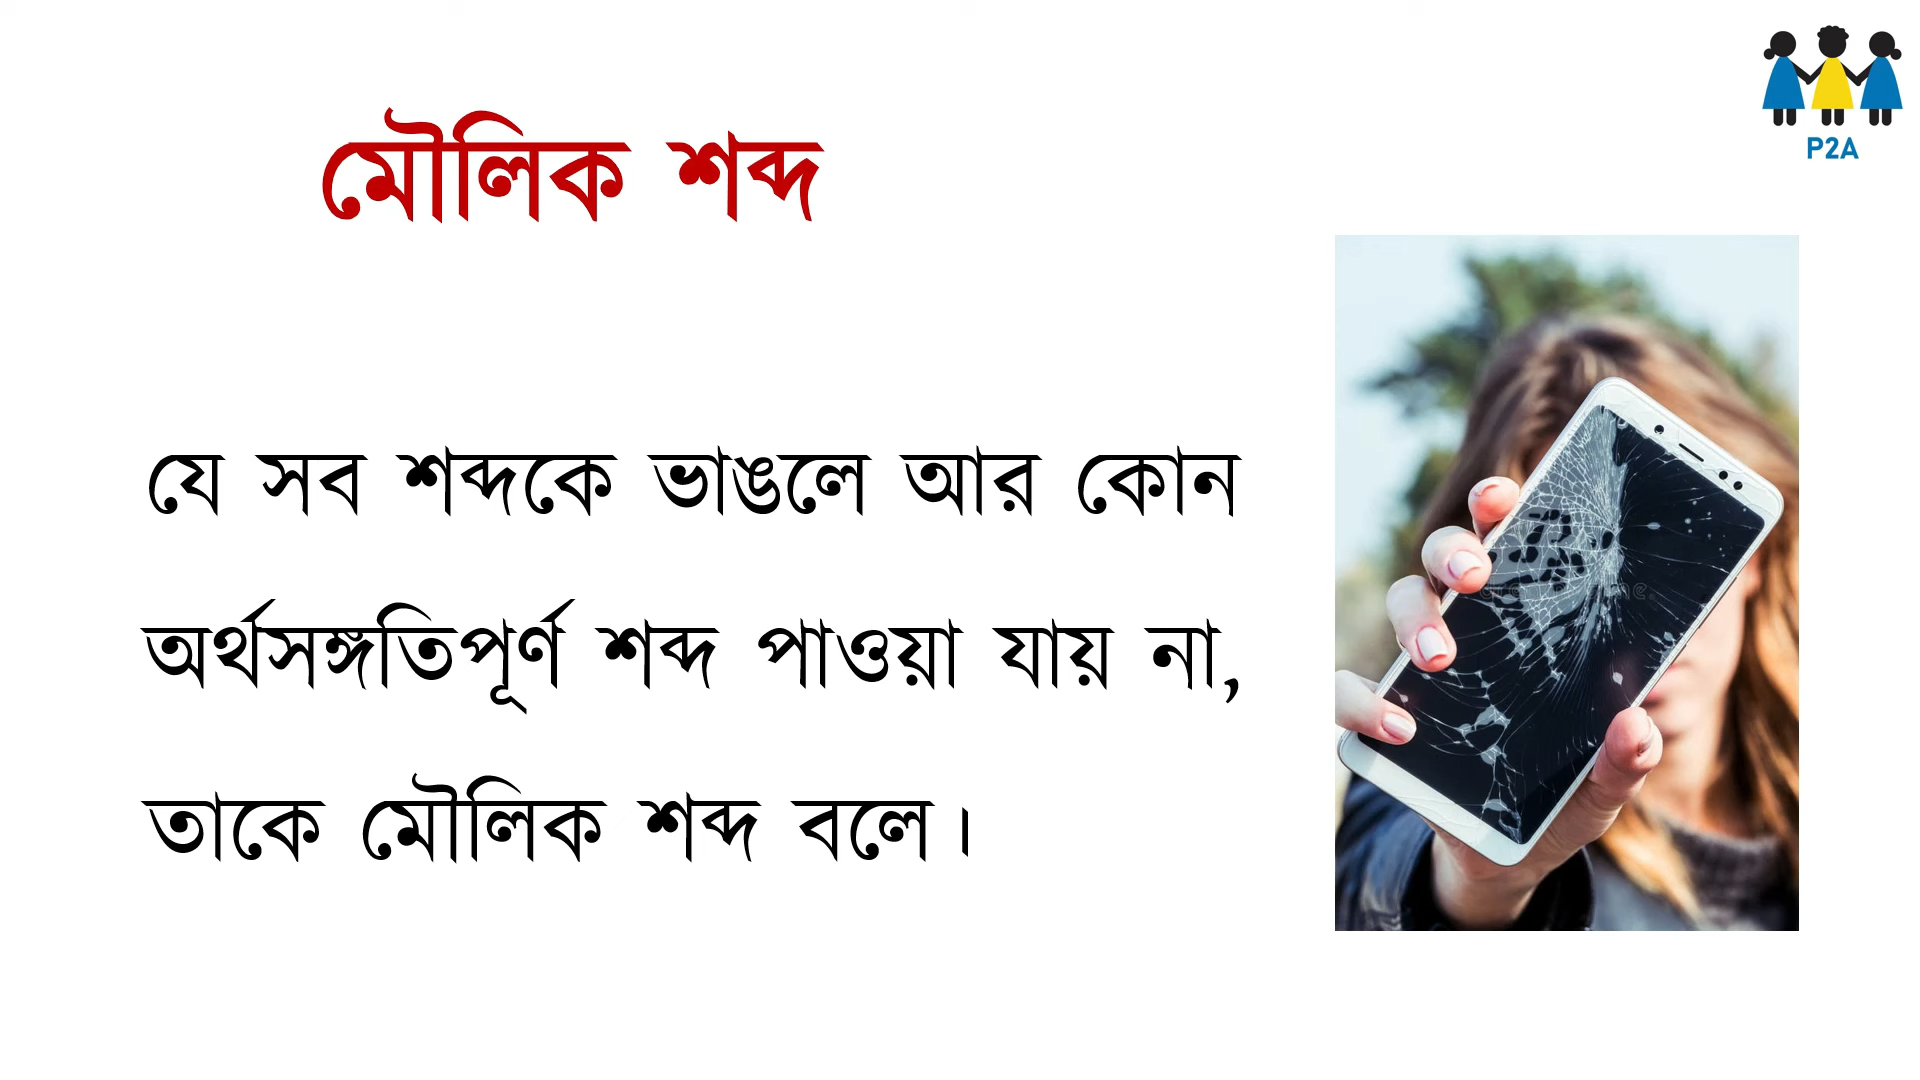 P2A
মৌলিক শব্দ
যে সব শব্দকে ভাঙলে আর কোন
অর্থসঙ্গতিপূর্ণ শব্দ পাওয়া যায় না,
তাকে মৌলিক শব্দ বলে।